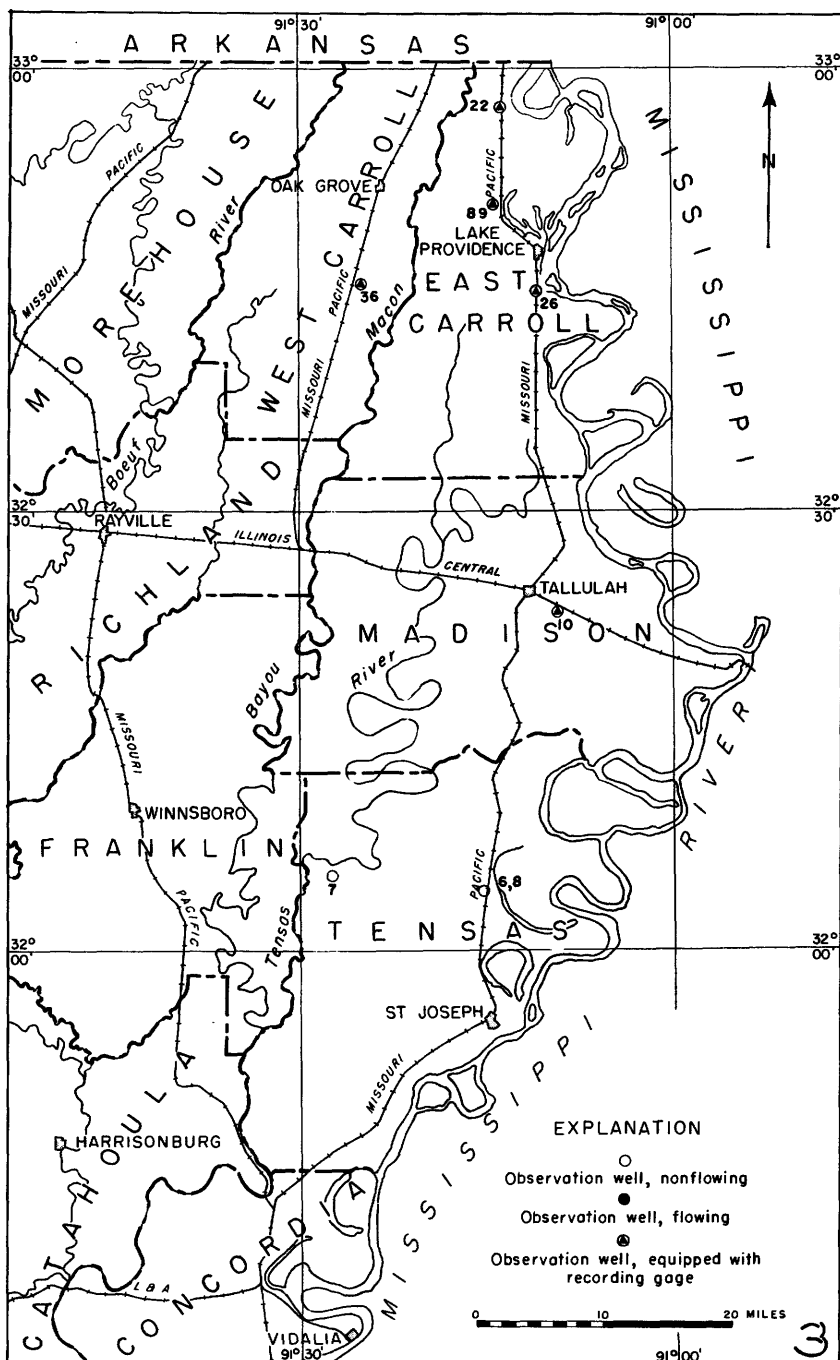 91°30'
91°00'
ARKANSAS
33°
00'
33°
00'
22
PACIFIC
MOREHOUSE
WEST CARROLL
MISSISSIPPI
N
River
OAK GROVE
PACIFIC
89
LAKE
PROVIDENCE
MISSOURI
PACIFIC
36
Macon
EAST
CARROLL
26
MISSOURI
MISSOURI
Boeuf
RICHLAND
32°
30'
32°
30'
RAYVILLE
ILLINOIS
CENTRAL
TALLULAH
10
MADISON
River
Bayou
MISSOURI
RIVER
WINNSBORO
FRANKLIN
7
PACIFIC
6,8
PACIFIC
TENSAS
Tensas
32°
00'
32°
00'
ST JOSEPH
MISSOURI
MISSISSIPPI
CATAHOULA
HARRISONBURG
CONCORDIA
L&A
VIDALIA
EXPLANATION
Observation well, nonflowing
Observation well, flowing
Observation well, equipped with
recording gage
0 10 20 MILES
91°30'
91°00'
3